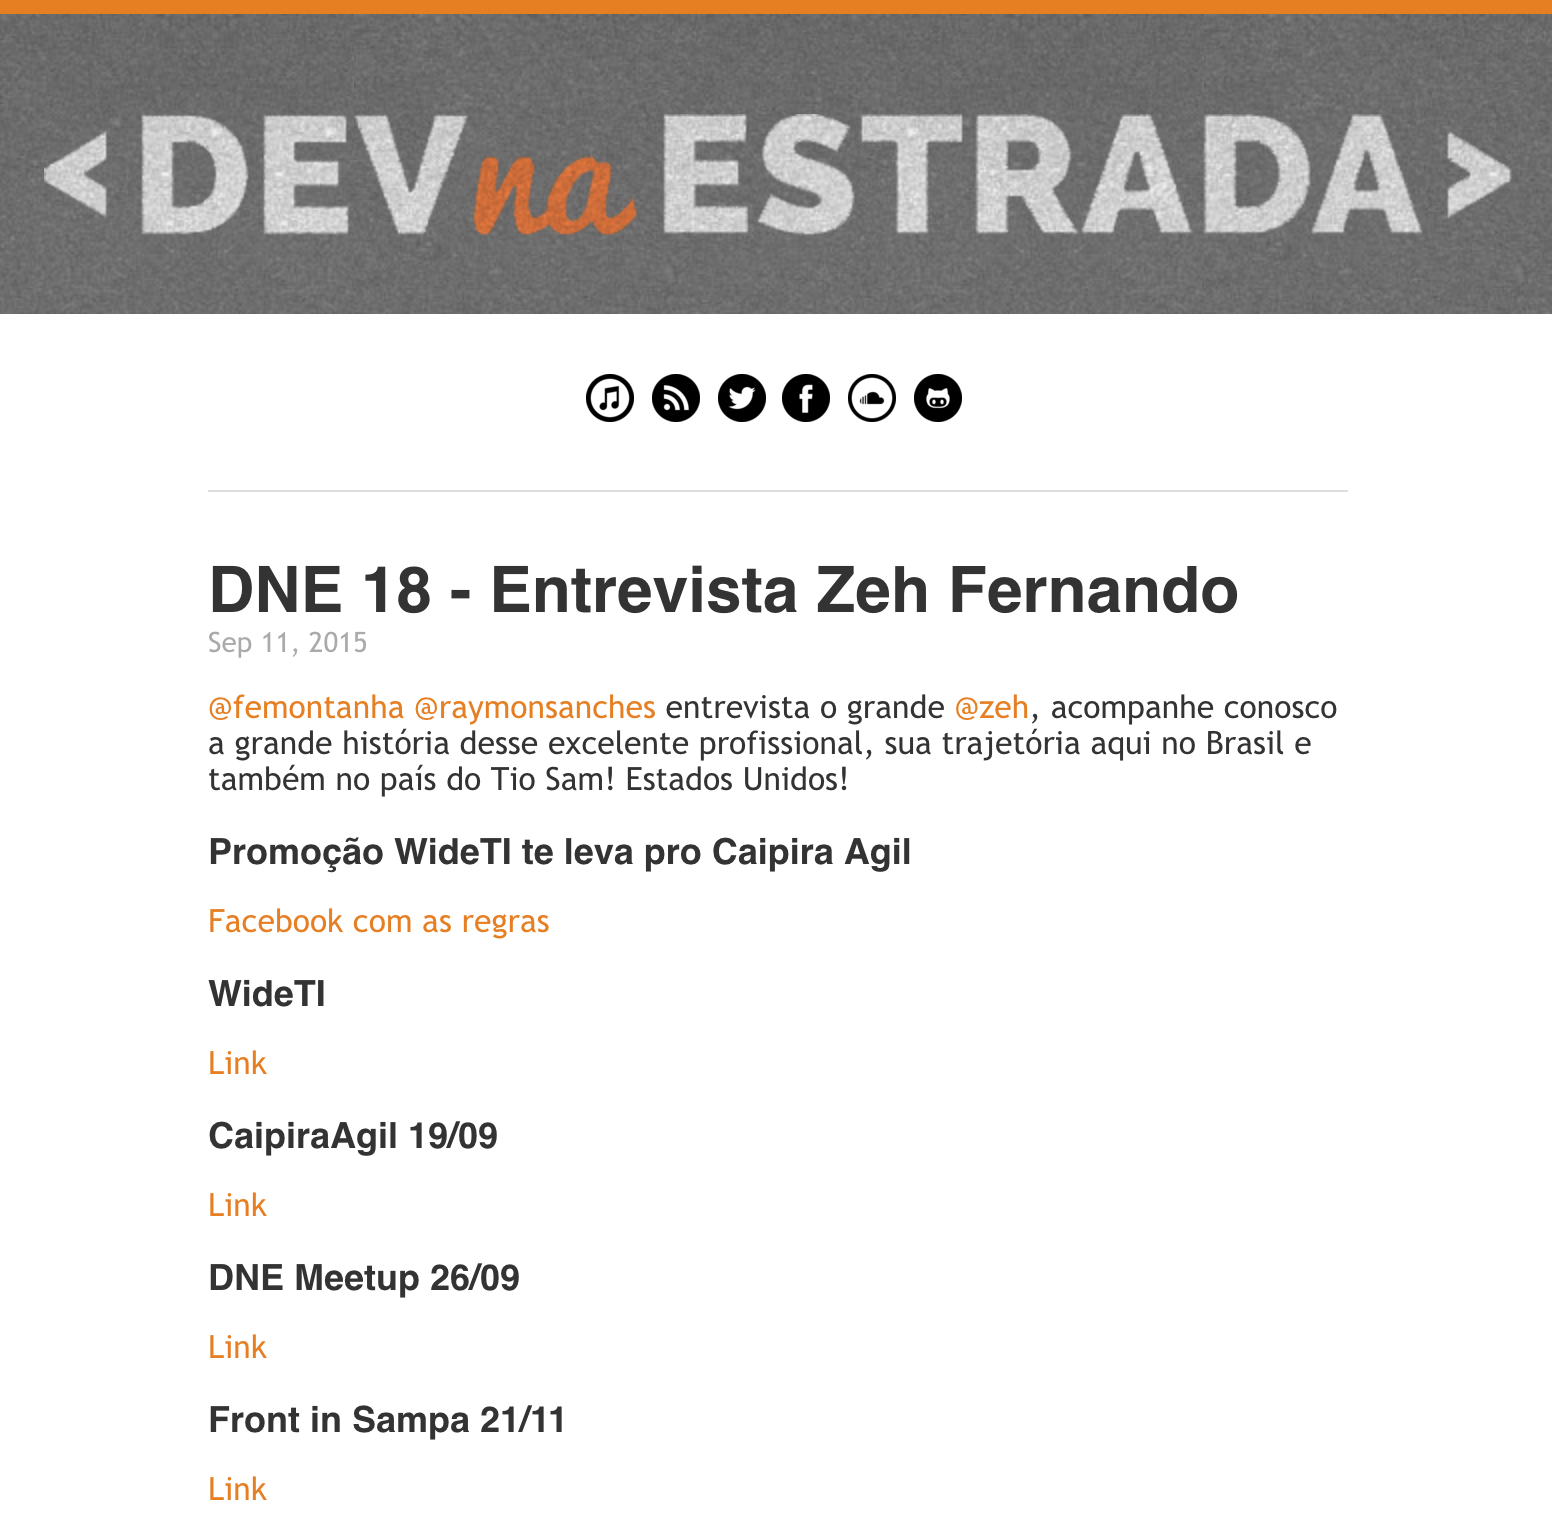 <DEV na ESTRADA>
DNE 18 - Entrevista Zeh Fernando
Sep 11, 2015
@femontanha @raymonsanches entrevista o grande @zeh, acompanhe conosco
a grande história desse excelente profissional, sua trajetória aqui no Brasil e
também no país do Tio Sam! Estados Unidos!
Promoção WideTI te leva pro Caipira Agil
Facebook com as regras
WideTI
Link
CaipiraAgil 19/09
Link
DNE Meetup 26/09
Link
Front in Sampa 21/11
Link